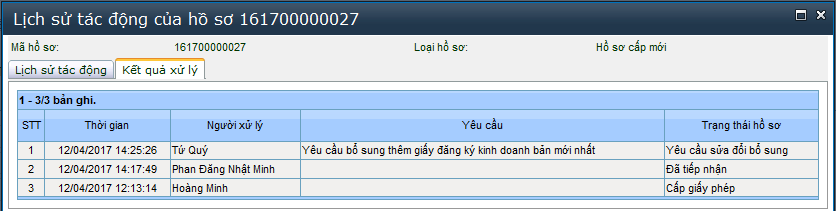 Lịch sử tác động của hồ sơ 161700000027
Mã hồ sơ: 161700000027 Loại hồ sơ: Hồ sơ cấp mới
Lịch sử tác động Kết quả xử lý
1 - 3/3 bản ghi.
STT Thời gian Người xử lý Yêu cầu Trạng thái hồ sơ
1 12/04/2017 14:25:26 Tứ Quý Yêu cầu bổ sung thêm giấy đăng ký kinh doanh bản mới nhất Yêu cầu sửa đổi bổ sung
2 12/04/2017 14:17:49 Phan Đăng Nhật Minh Đã tiếp nhận
3 12/04/2017 12:13:14 Hoàng Minh Cấp giấy phép